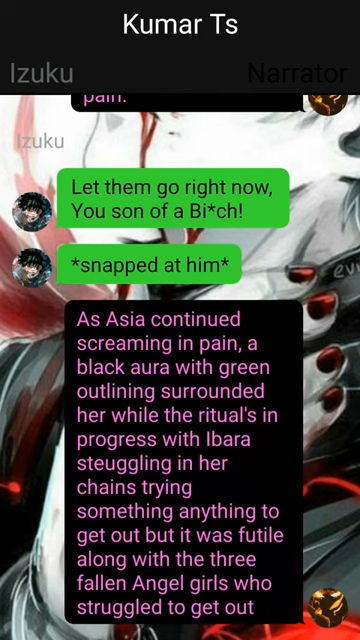 Kumar Ts
Izuku
Narrator
pain.
Izuku
Let them go right now,
You son of a Bi*ch!
*snapped at him*
As Asia continued
screaming in pain, a
black aura with green
outlining surrounded
her while the ritual's in
progress with Ibara
steuggling in her
chains trying
something anything to
get out but it was futile
along with the three
fallen Angel girls who
struggled to get out